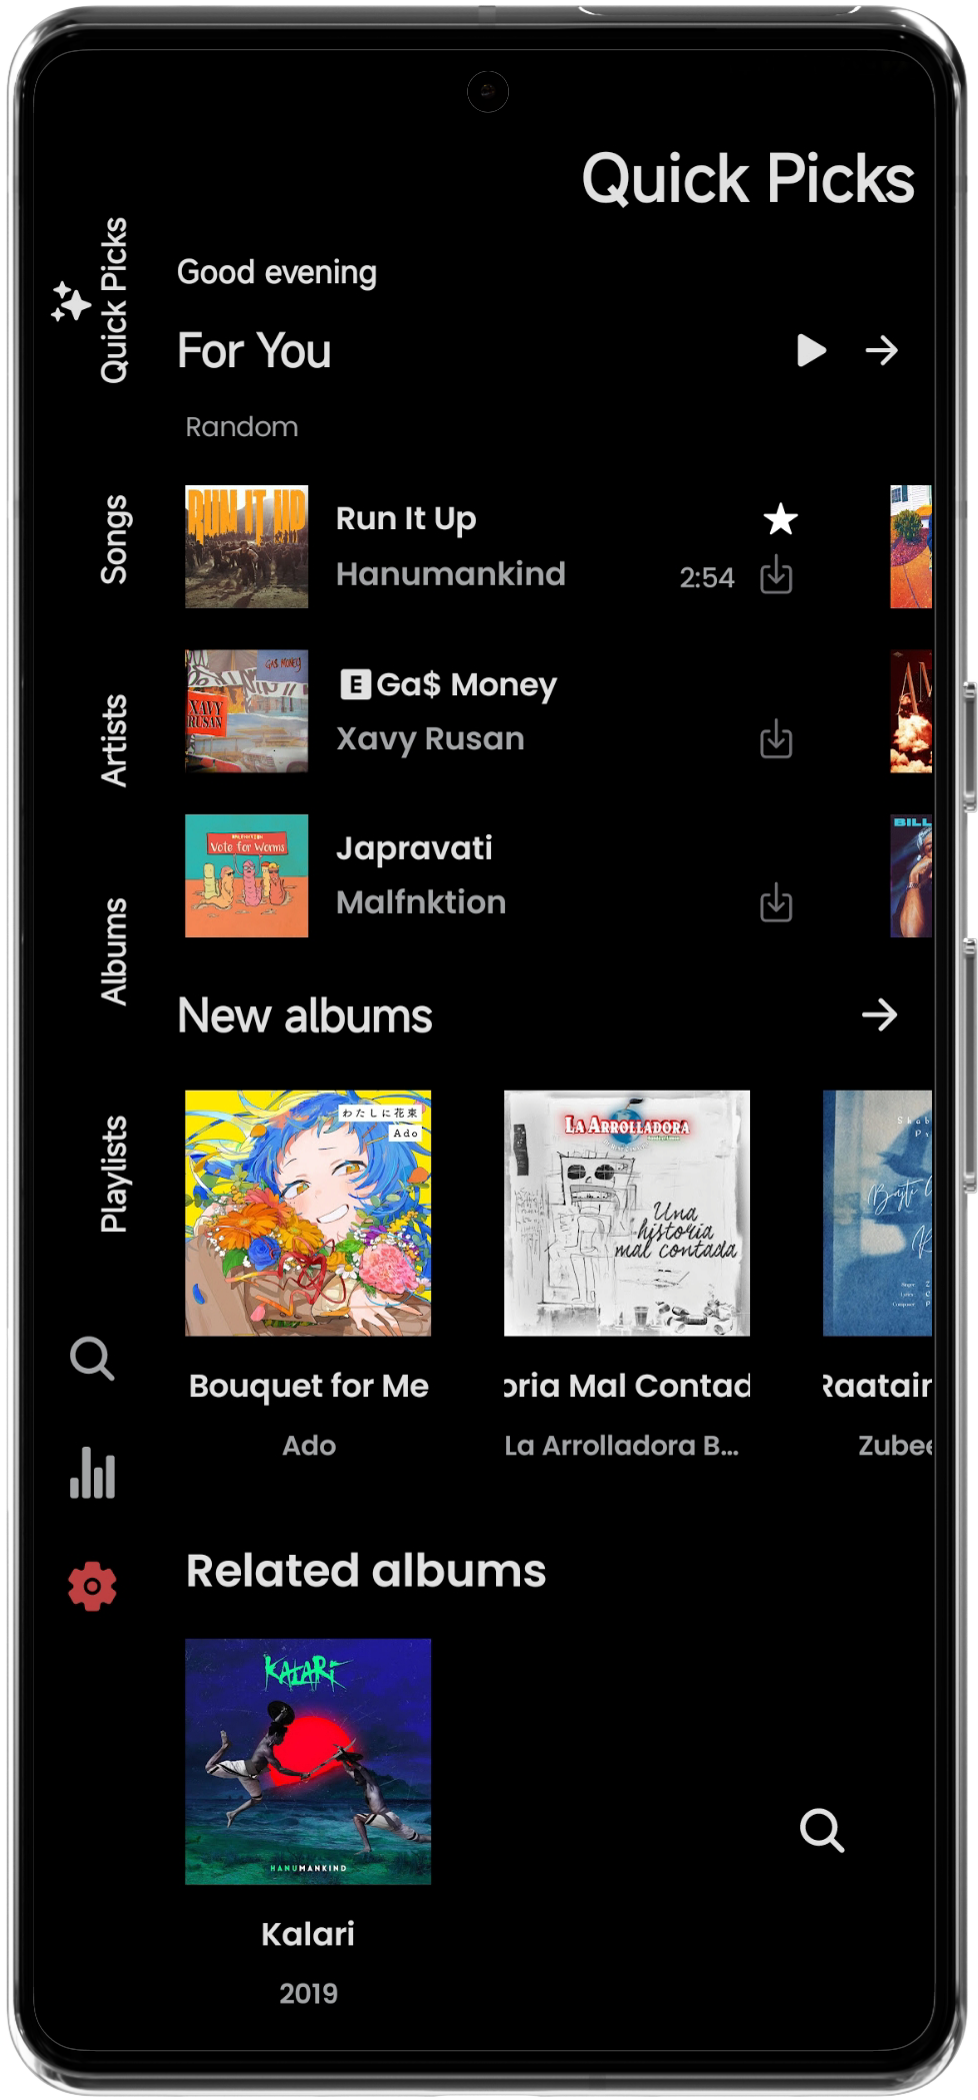 Quick Picks
Quick Picks
Songs
Artists
Albums
Playlists
Good evening
For You
Random
RUN IT UP
Run It Up
Hanumankind
2:54
GA$ MONEY
XAVY
RUSAN
E Ga$ Money
Xavy Rusan
MALFNKTION
Vote for Worms
BILL
Japravati
Malfnktion
New albums
わたしに花束
Ado
LA ARROLLADORA
Una
historia
mal contada
Bouquet for Me
oria Mal Contad
Raatair
Ado
La Arrolladora B...
Zubee
Related albums
KALARI
HANUMANKIND
Kalari
2019